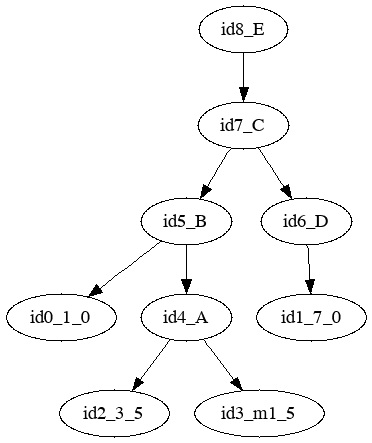 id8_E
id7_C
id5_B
id6_D
id0_1_0
id4_A
id1_7_0
id2_3_5
id3_m1_5